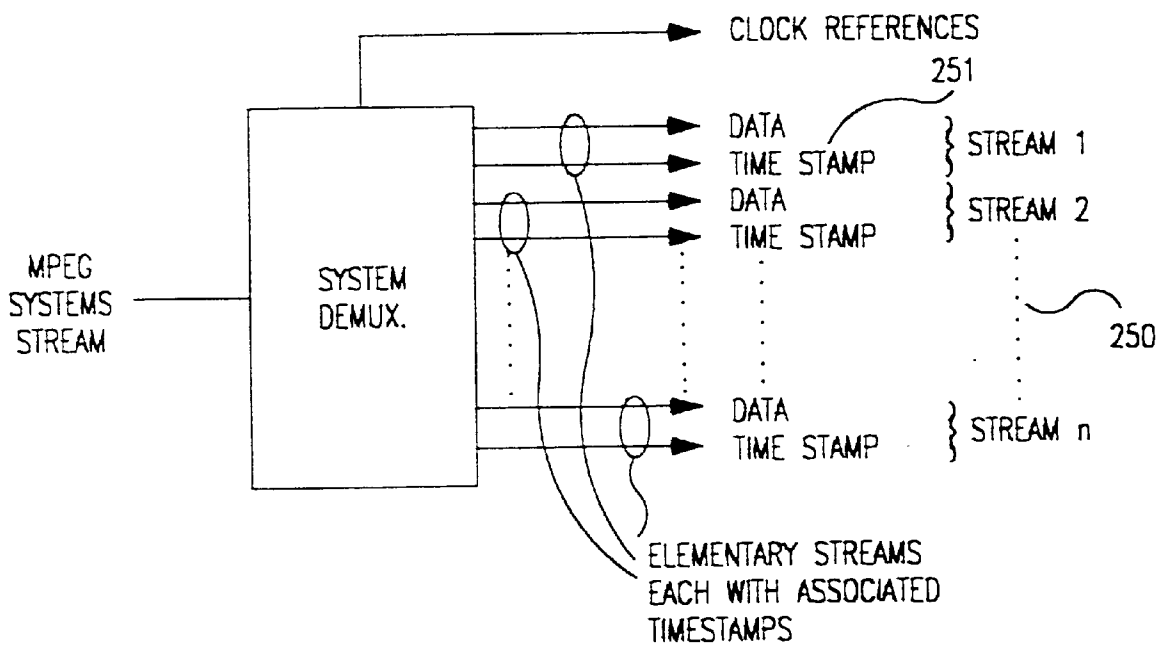 CLOCK REFERENCES
251
DATA
TIME STAMP
STREAM 1
DATA
TIME STAMP
STREAM 2
MPEG
SYSTEMS
STREAM
SYSTEM
DEMUX.
250
DATA
TIME STAMP
STREAM n
ELEMENTARY STREAMS
EACH WITH ASSOCIATED
TIMESTAMPS